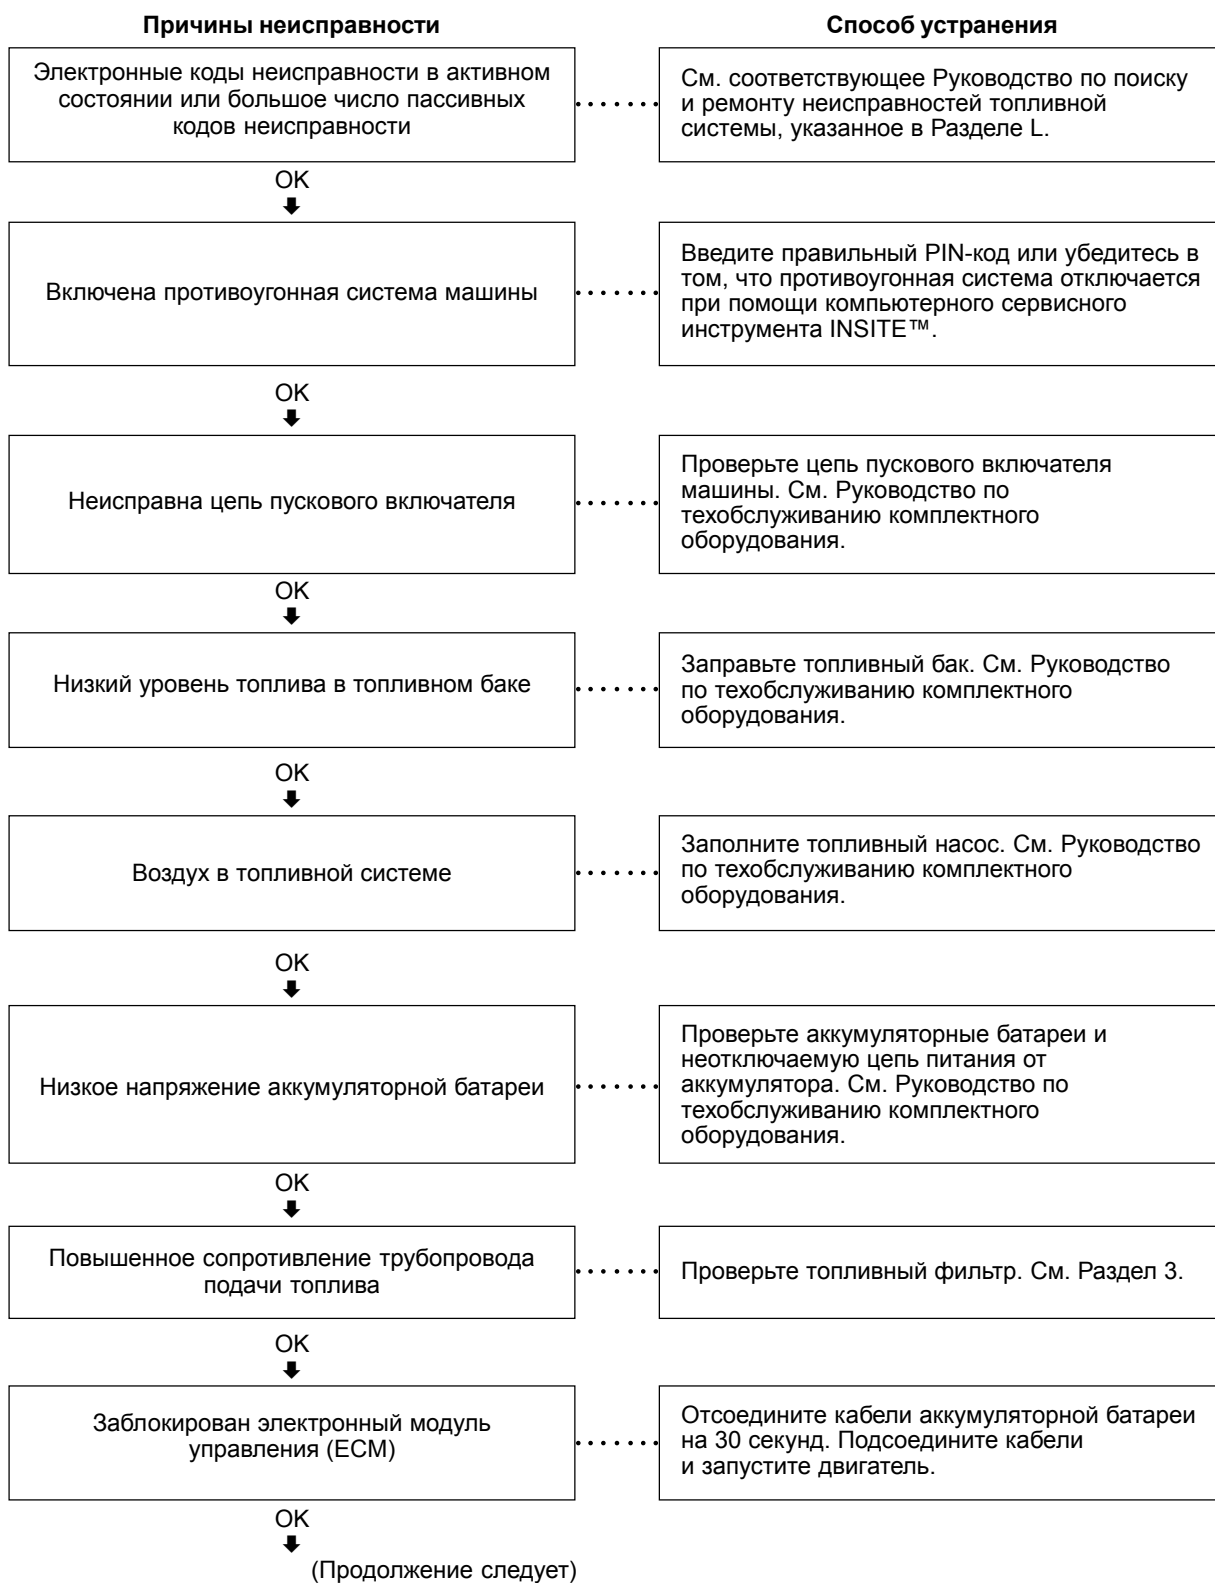 Причины неисправности
Способ устранения
Электронные коды неисправности в активном
состоянии или большое число пассивных
кодов неисправности
См. соответствующее Руководство по поиску
и ремонту неисправностей топливной
системы, указанное в Разделе L.
OK
Включена противоугонная система машины
Введите правильный PIN-код или убедитесь в
том, что противоугонная система отключается
при помощи компьютерного сервисного
инструмента INSITE™.
OK
Неисправна цепь пускового включателя
Проверьте цепь пускового включателя
машины. См. Руководство по
техобслуживанию комплектного
оборудования.
OK
Низкий уровень топлива в топливном баке
Заправьте топливный бак. См. Руководство
по техобслуживанию комплектного
оборудования.
OK
Воздух в топливной системе
Заполните топливный насос. См. Руководство
по техобслуживанию комплектного
оборудования.
OK
Низкое напряжение аккумуляторной батареи
Проверьте аккумуляторные батареи и
неотключаемую цепь питания от
аккумулятора. См. Руководство по
техобслуживанию комплектного
оборудования.
OK
Повышенное сопротивление трубопровода
подачи топлива
Проверьте топливный фильтр. См. Раздел 3.
OK
Заблокирован электронный модуль
управления (ECM)
Отсоедините кабели аккумуляторной батареи
на 30 секунд. Подсоедините кабели
и запустите двигатель.
OK
(Продолжение следует)